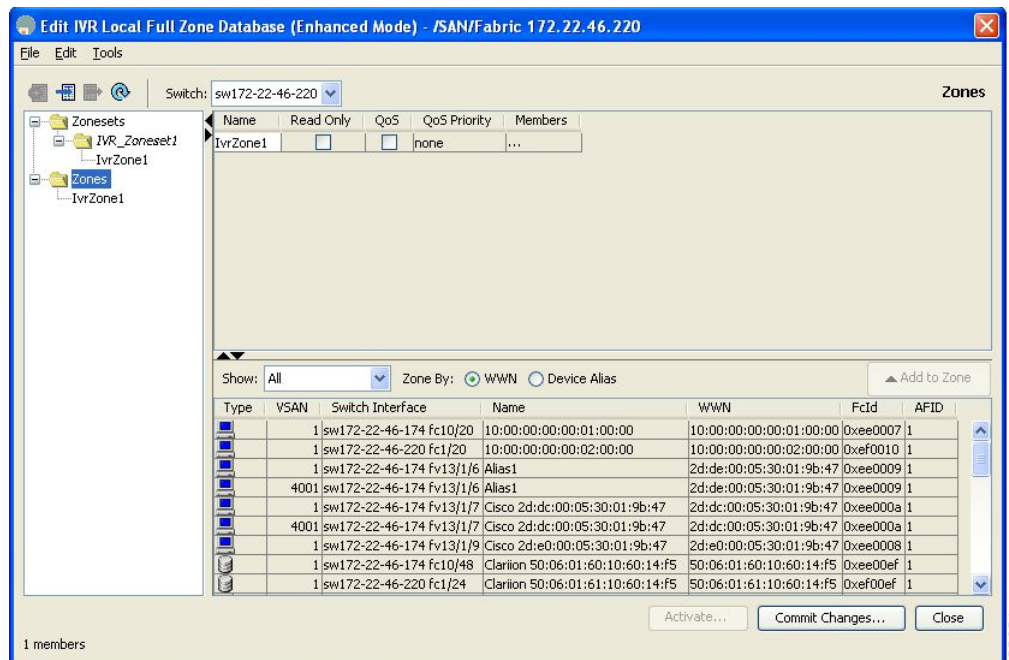 Edit IVR Local Full Zone Database (Enhanced Mode) - /SAN/Fabric 172.22.46.220
File Edit Tools
Switch: sw172-22-46-220 Zones
Zonesets
IVR_Zoneset1
IvrZone1
Zones
IvrZone1
Name Read Only QoS QoS Priority Members
IvrZone1 none ...
Show: All Zone By: WWN Device Alias Add to Zone
Type VSAN Switch Interface Name WWN FcId AFID
1 sw172-22-46-174 fc10/20 10:00:00:00:00:01:00:00 10:00:00:00:00:01:00:00 0xee0007 1
1 sw172-22-46-220 fc1/20 10:00:00:00:00:02:00:00 10:00:00:00:00:02:00:00 0xef0010 1
1 sw172-22-46-174 fv13/1/6 Alias1 2d:de:00:05:30:01:9b:47 0xee0009 1
4001 sw172-22-46-174 fv13/1/6 Alias1 2d:de:00:05:30:01:9b:47 0xee0009 1
1 sw172-22-46-174 fv13/1/7 Cisco 2d:dc:00:05:30:01:9b:47 2d:dc:00:05:30:01:9b:47 0xee000a 1
4001 sw172-22-46-174 fv13/1/7 Cisco 2d:dc:00:05:30:01:9b:47 2d:dc:00:05:30:01:9b:47 0xee000a 1
1 sw172-22-46-174 fv13/1/9 Cisco 2d:e0:00:05:30:01:9b:47 2d:e0:00:05:30:01:9b:47 0xee0008 1
1 sw172-22-46-174 fc10/48 Clariion 50:06:01:60:10:60:14:f5 50:06:01:60:10:60:14:f5 0xee00ef 1
1 sw172-22-46-220 fc1/24 Clariion 50:06:01:61:10:60:14:f5 50:06:01:61:10:60:14:f5 0xef00ef 1
Activate... Commit Changes... Close
1 members